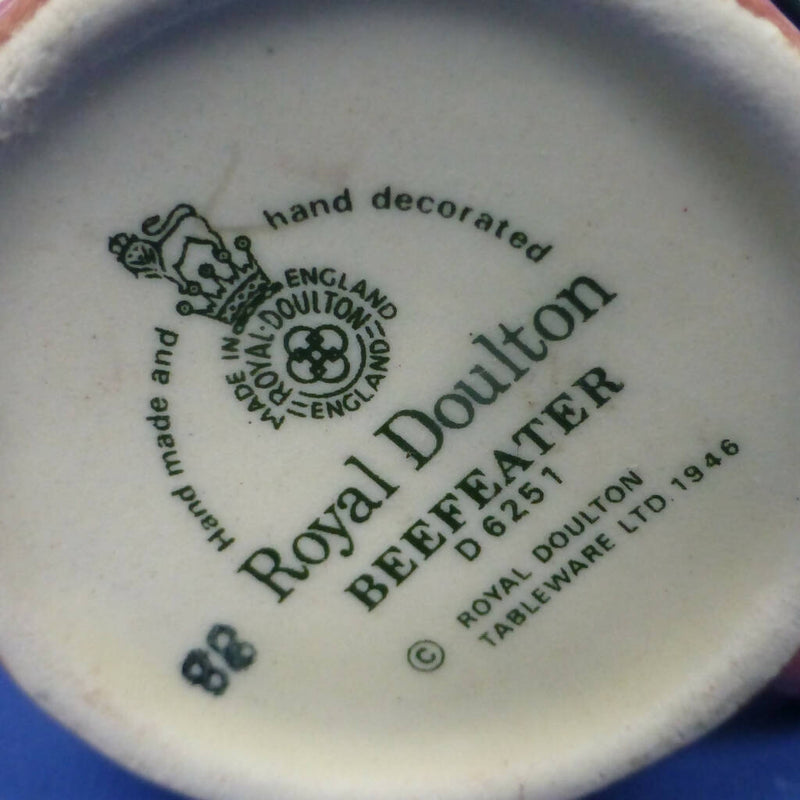 Hand made and hand decorated
MADE IN ENGLAND
ROYAL·DOULTON
ENGLAND
Royal Doulton
BEEFEATER
D 6251
© ROYAL DOULTON
TABLEWARE LTD. 1946